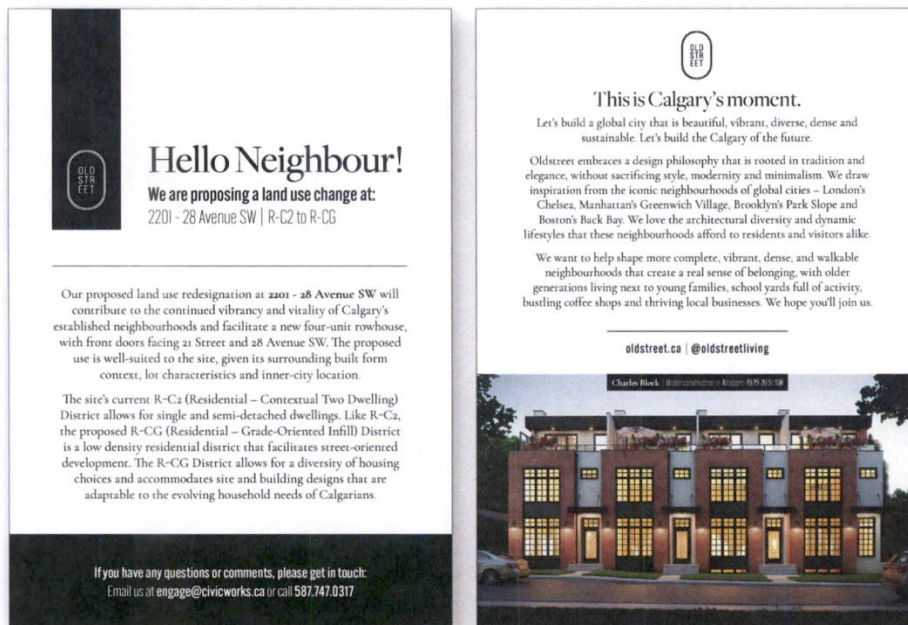 OLD
STR
EET
Hello Neighbour!
We are proposing a land use change at:
2201 - 28 Avenue SW | R-C2 to R-CG
Our proposed land use redesignation at 2201 - 28 Avenue SW will
contribute to the continued vibrancy and vitality of Calgary's
established neighbourhoods and facilitate a new four-unit rowhouse,
with front doors facing 21 Street and 28 Avenue SW. The proposed
use is well-suited to the site, given its surrounding built form
context, lot characteristics and inner-city location.
The site's current R-C2 (Residential – Contextual Two Dwelling)
District allows for single and semi-detached dwellings. Like R-C2,
the proposed R-CG (Residential – Grade-Oriented Infill) District
is a low density residential district that facilitates street-oriented
development. The R-CG District allows for a diversity of housing
choices and accommodates site and building designs that are
adaptable to the evolving household needs of Calgarians.
If you have any questions or comments, please get in touch:
Email us at engage@civicworks.ca or call 587.747.0317
OLD
STR
EET
This is Calgary's moment.
Let's build a global city that is beautiful, vibrant, diverse, dense and
sustainable. Let's build the Calgary of the future.
Oldstreet embraces a design philosophy that is rooted in tradition and
elegance, without sacrificing style, modernity and minimalism. We draw
inspiration from the iconic neighbourhoods of global cities – London's
Chelsea, Manhattan's Greenwich Village, Brooklyn's Park Slope and
Boston's Back Bay. We love the architectural diversity and dynamic
lifestyles that these neighbourhoods afford to residents and visitors alike.
We want to help shape more complete, vibrant, dense, and walkable
neighbourhoods that create a real sense of belonging, with older
generations living next to young families, school yards full of activity,
bustling coffee shops and thriving local businesses. We hope you'll join us.
oldstreet.ca | @oldstreetliving
Charles Block | Under construction in Altadore: